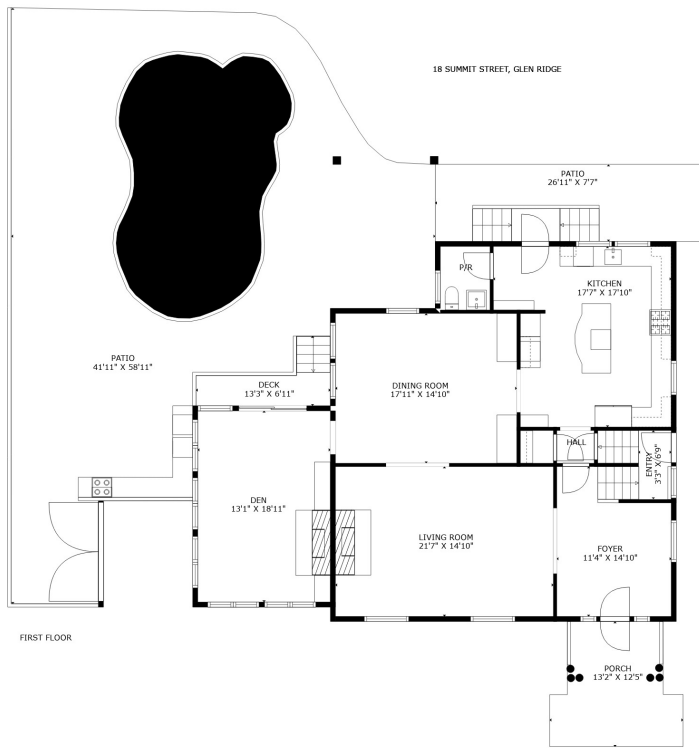 18 SUMMIT STREET, GLEN RIDGE
PATIO
26'11" X 7'7"
P/R
KITCHEN
17'7" X 17'10"
PATIO
41'11" X 58'11"
DECK
13'3" X 6'11"
DINING ROOM
17'11" X 14'10"
HALL
ENTRY
3'3" X 6'9"
DEN
13'1" X 18'11"
LIVING ROOM
21'7" X 14'10"
FOYER
11'4" X 14'10"
FIRST FLOOR
PORCH
13'2" X 12'5"